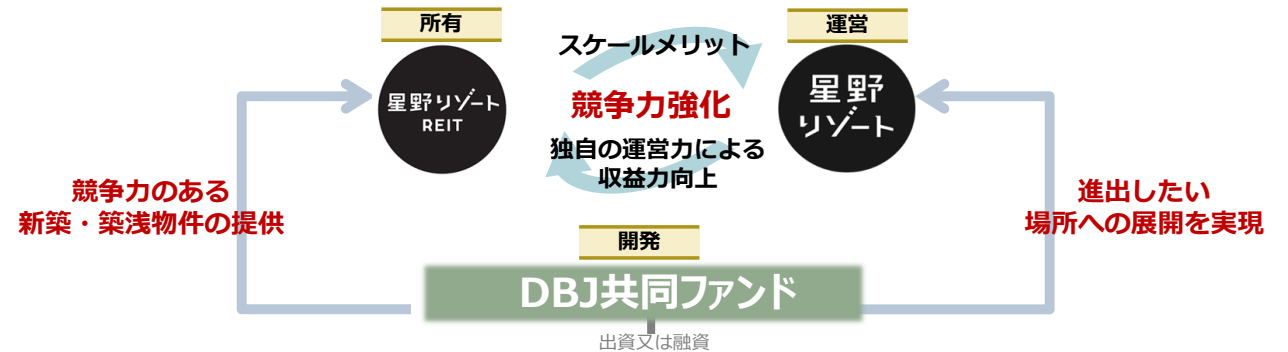 所有
運営
スケールメリット
星野リゾート
REIT
競争力強化
星野
リゾート
独自の運営力による
収益力向上
競争力のある
新築・築浅物件の提供
進出したい
場所への展開を実現
開発
DBJ共同ファンド
出資又は融資